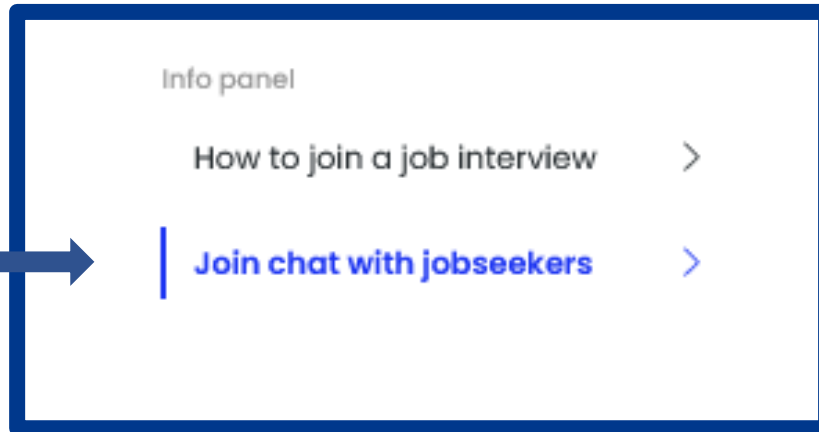 Info panel
How to join a job interview
Join chat with jobseekers